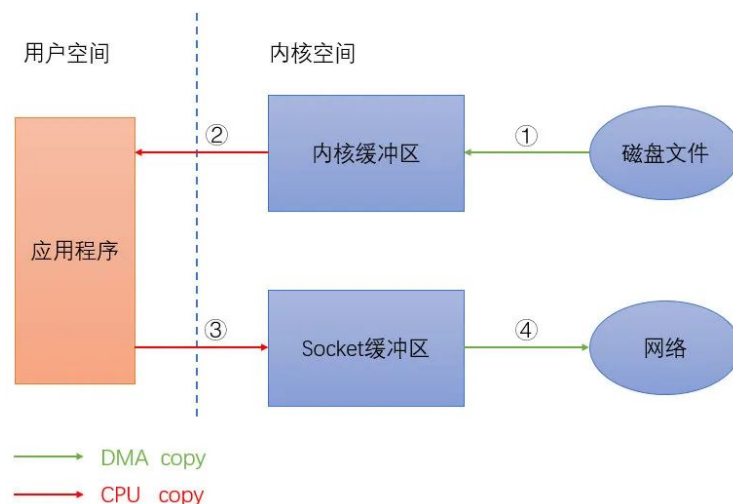 用户空间
内核空间
②
①
内核缓冲区
磁盘文件
应用程序
③
④
Socket缓冲区
网络
DMA copy
CPU copy